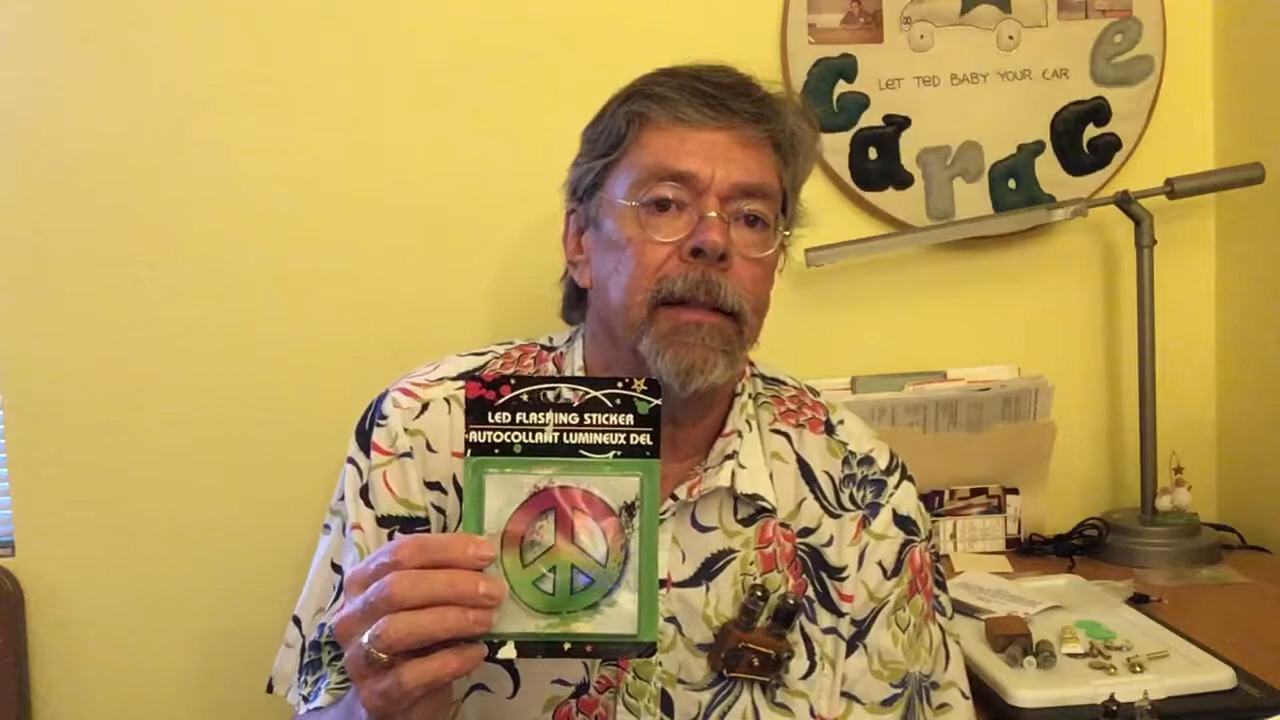 LET TED BABY YOUR CAR
GaraGe
LED FLASHING STICKER
AUTOCOLLANT LUMINEUX DEL